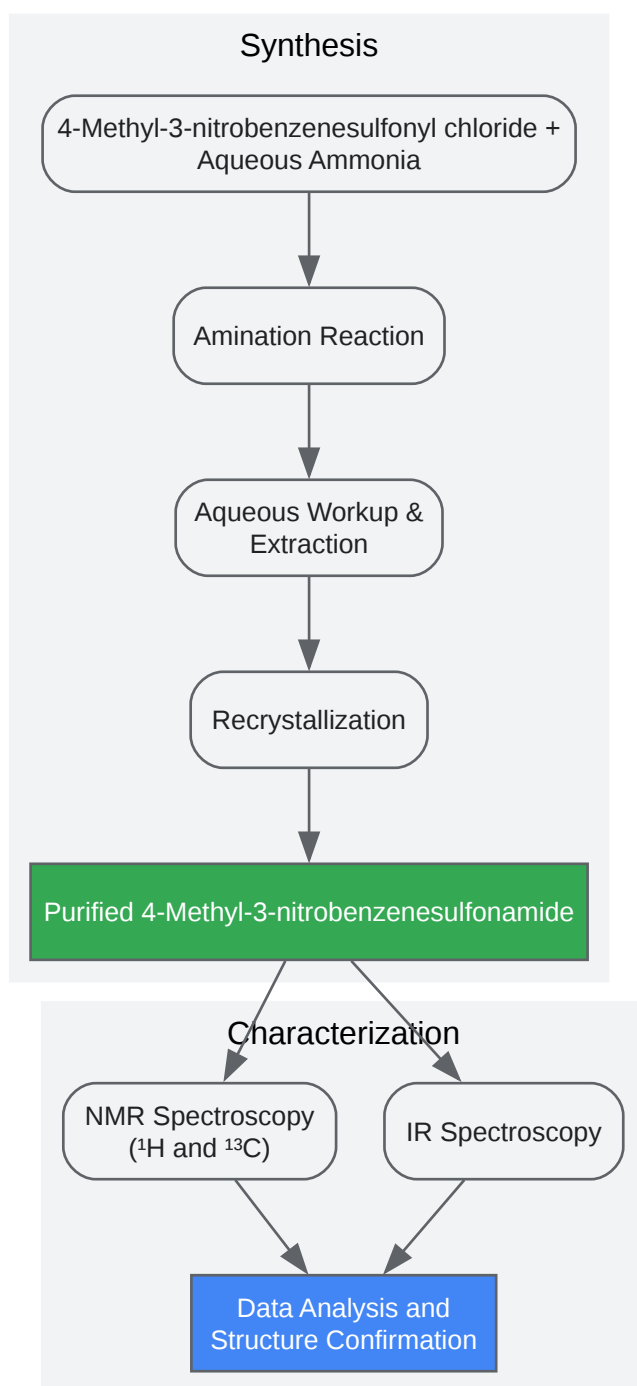 Synthesis
4-Methyl-3-nitrobenzenesulfonyl chloride +
Aqueous Ammonia
Amination Reaction
Aqueous Workup &
Extraction
Recrystallization
Purified 4-Methyl-3-nitrobenzenesulfonamide
Characterization
NMR Spectroscopy
(¹H and ¹³C)
IR Spectroscopy
Data Analysis and
Structure Confirmation